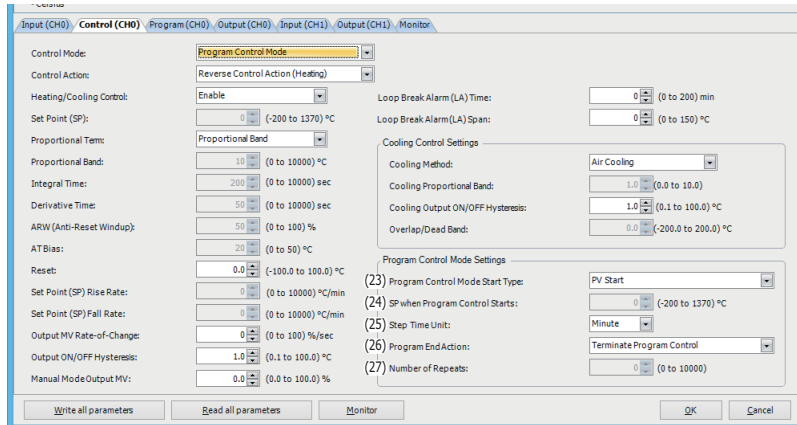 - Celsius
Input (CH0) Control (CH0) Program (CH0) Output (CH0) Input (CH1) Output (CH1) Monitor
Control Mode: Program Control Mode
Control Action: Reverse Control Action (Heating)
Heating/Cooling Control: Enable
Set Point (SP): 0 (-200 to 1370) °C
Proportional Term: Proportional Band
Proportional Band: 10 (0 to 10000) °C
Integral Time: 200 (0 to 10000) sec
Derivative Time: 50 (0 to 10000) sec
ARW (Anti-Reset Windup): 50 (0 to 100) %
AT Bias: 20 (0 to 50) °C
Reset: 0.0 (-100.0 to 100.0) °C
Set Point (SP) Rise Rate: 0 (0 to 10000) °C/min
Set Point (SP) Fall Rate: 0 (0 to 10000) °C/min
Output MV Rate-of-Change: 0 (0 to 100) %/sec
Output ON/OFF Hysteresis: 1.0 (0.1 to 100.0) °C
Manual Mode Output MV: 0.0 (0.0 to 100.0) %
Loop Break Alarm (LA) Time: 0 (0 to 200) min
Loop Break Alarm (LA) Span: 0 (0 to 150) °C
Cooling Control Settings
Cooling Method: Air Cooling
Cooling Proportional Band: 1.0 (0.0 to 10.0)
Cooling Output ON/OFF Hysteresis: 1.0 (0.1 to 100.0) °C
Overlap/Dead Band: 0.0 (-200.0 to 200.0) °C
Program Control Mode Settings
(23) Program Control Mode Start Type: PV Start
(24) SP when Program Control Starts: 0 (-200 to 1370) °C
(25) Step Time Unit: Minute
(26) Program End Action: Terminate Program Control
(27) Number of Repeats: 0 (0 to 10000)
Write all parameters Read all parameters Monitor OK Cancel